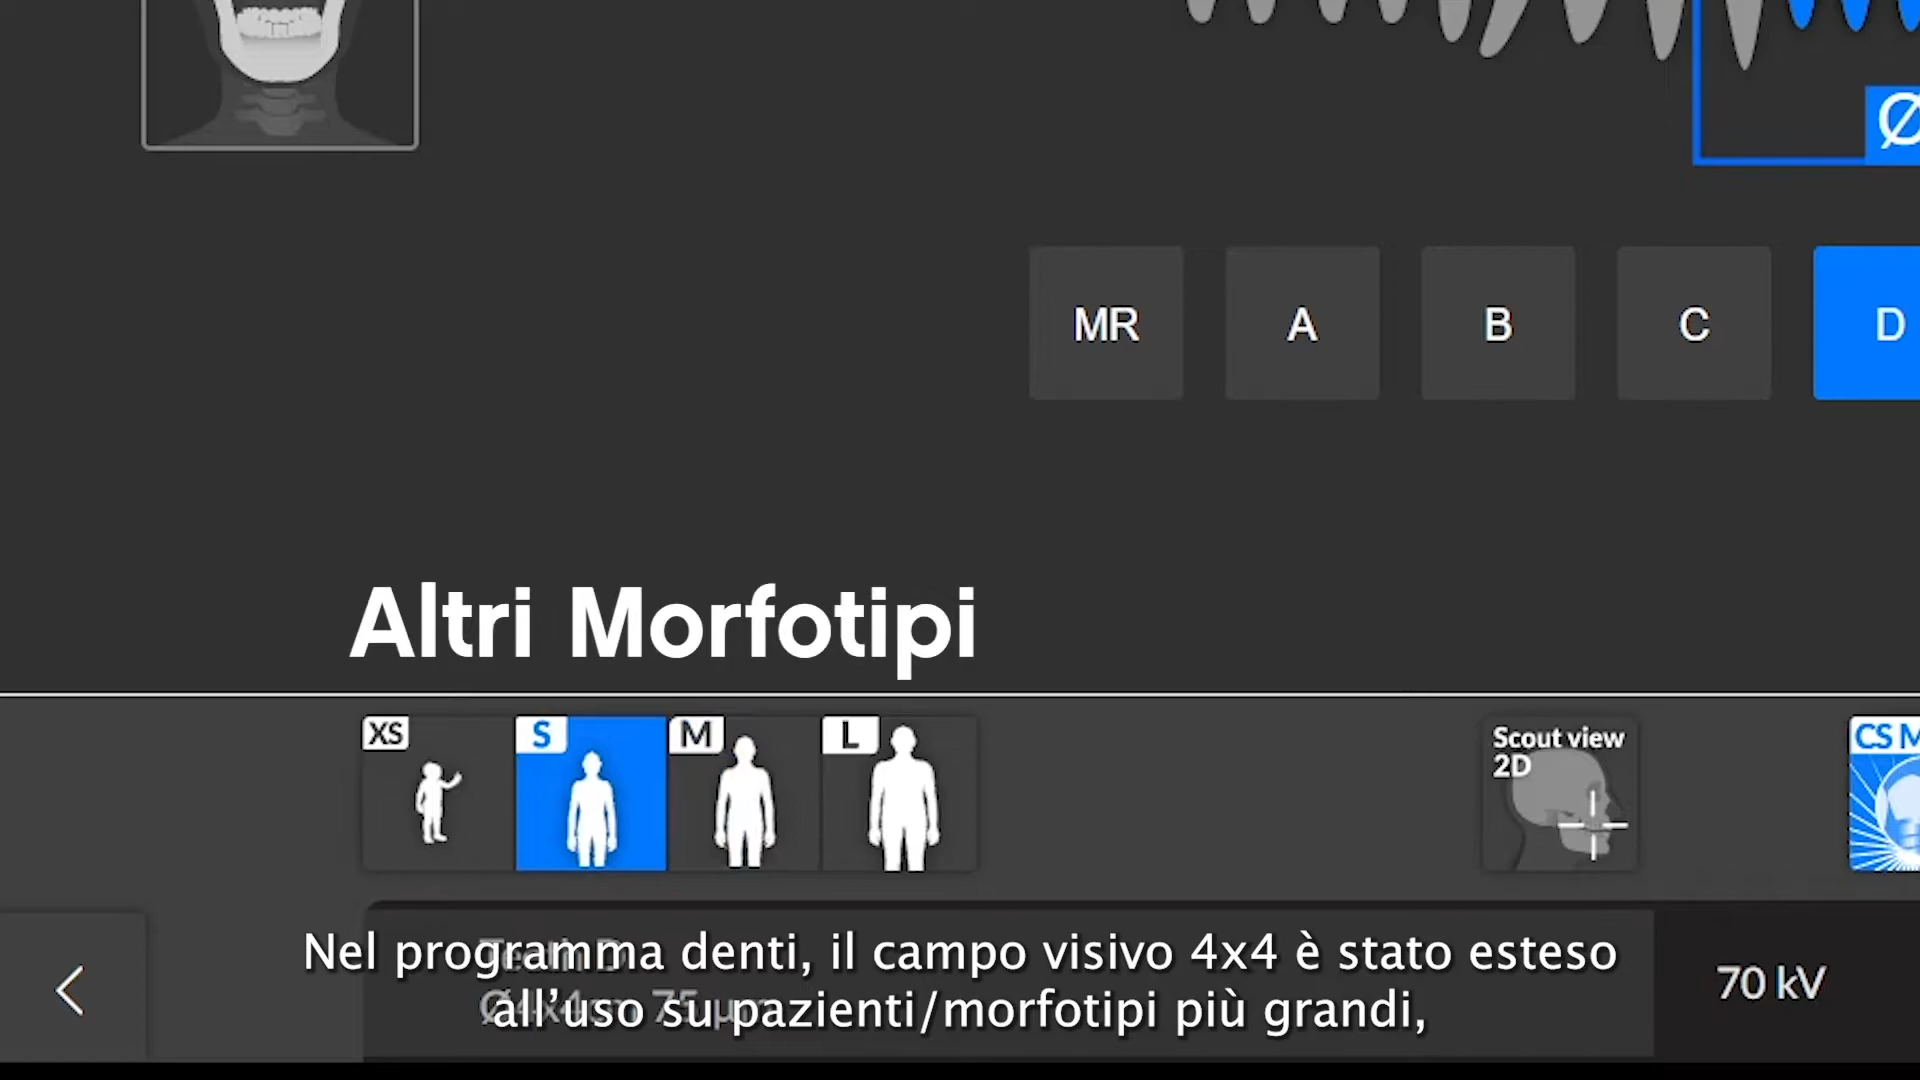 Ø
MR
A
B
C
D
Altri Morfotipi
XS
S
M
L
Scout view
2D
CS M
Nel programma denti, il campo visivo 4x4 è stato esteso
all’uso su pazienti/morfotipi più grandi,
70 kV